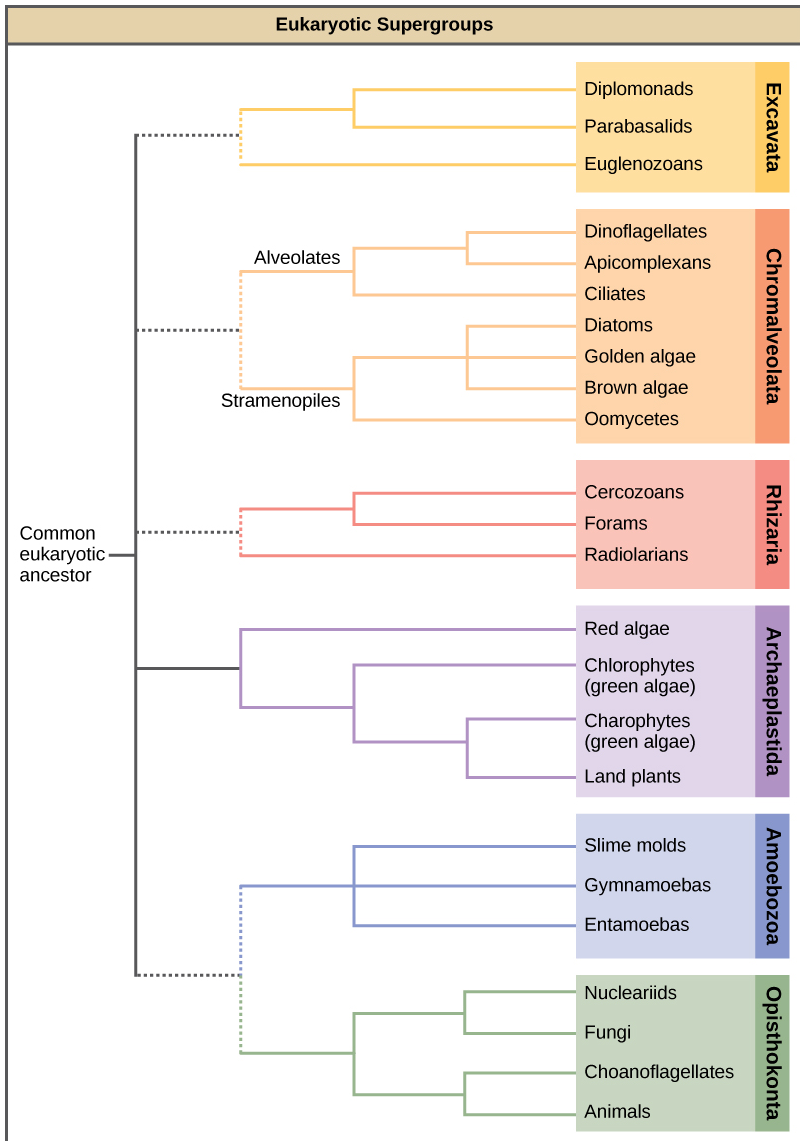 Eukaryotic Supergroups
Diplomonads
Parabasalids
Euglenozoans
Excavata
Alveolates
Stramenopiles
Dinoflagellates
Apicomplexans
Ciliates
Diatoms
Golden algae
Brown algae
Oomycetes
Chromalveolata
Common
eukaryotic
ancestor
Cercozoans
Forams
Radiolarians
Rhizaria
Red algae
Chlorophytes
(green algae)
Charophytes
(green algae)
Land plants
Archaeplastida
Slime molds
Gymnamoebas
Entamoebas
Amoebozoa
Nucleariids
Fungi
Choanoflagellates
Animals
Opisthokonta